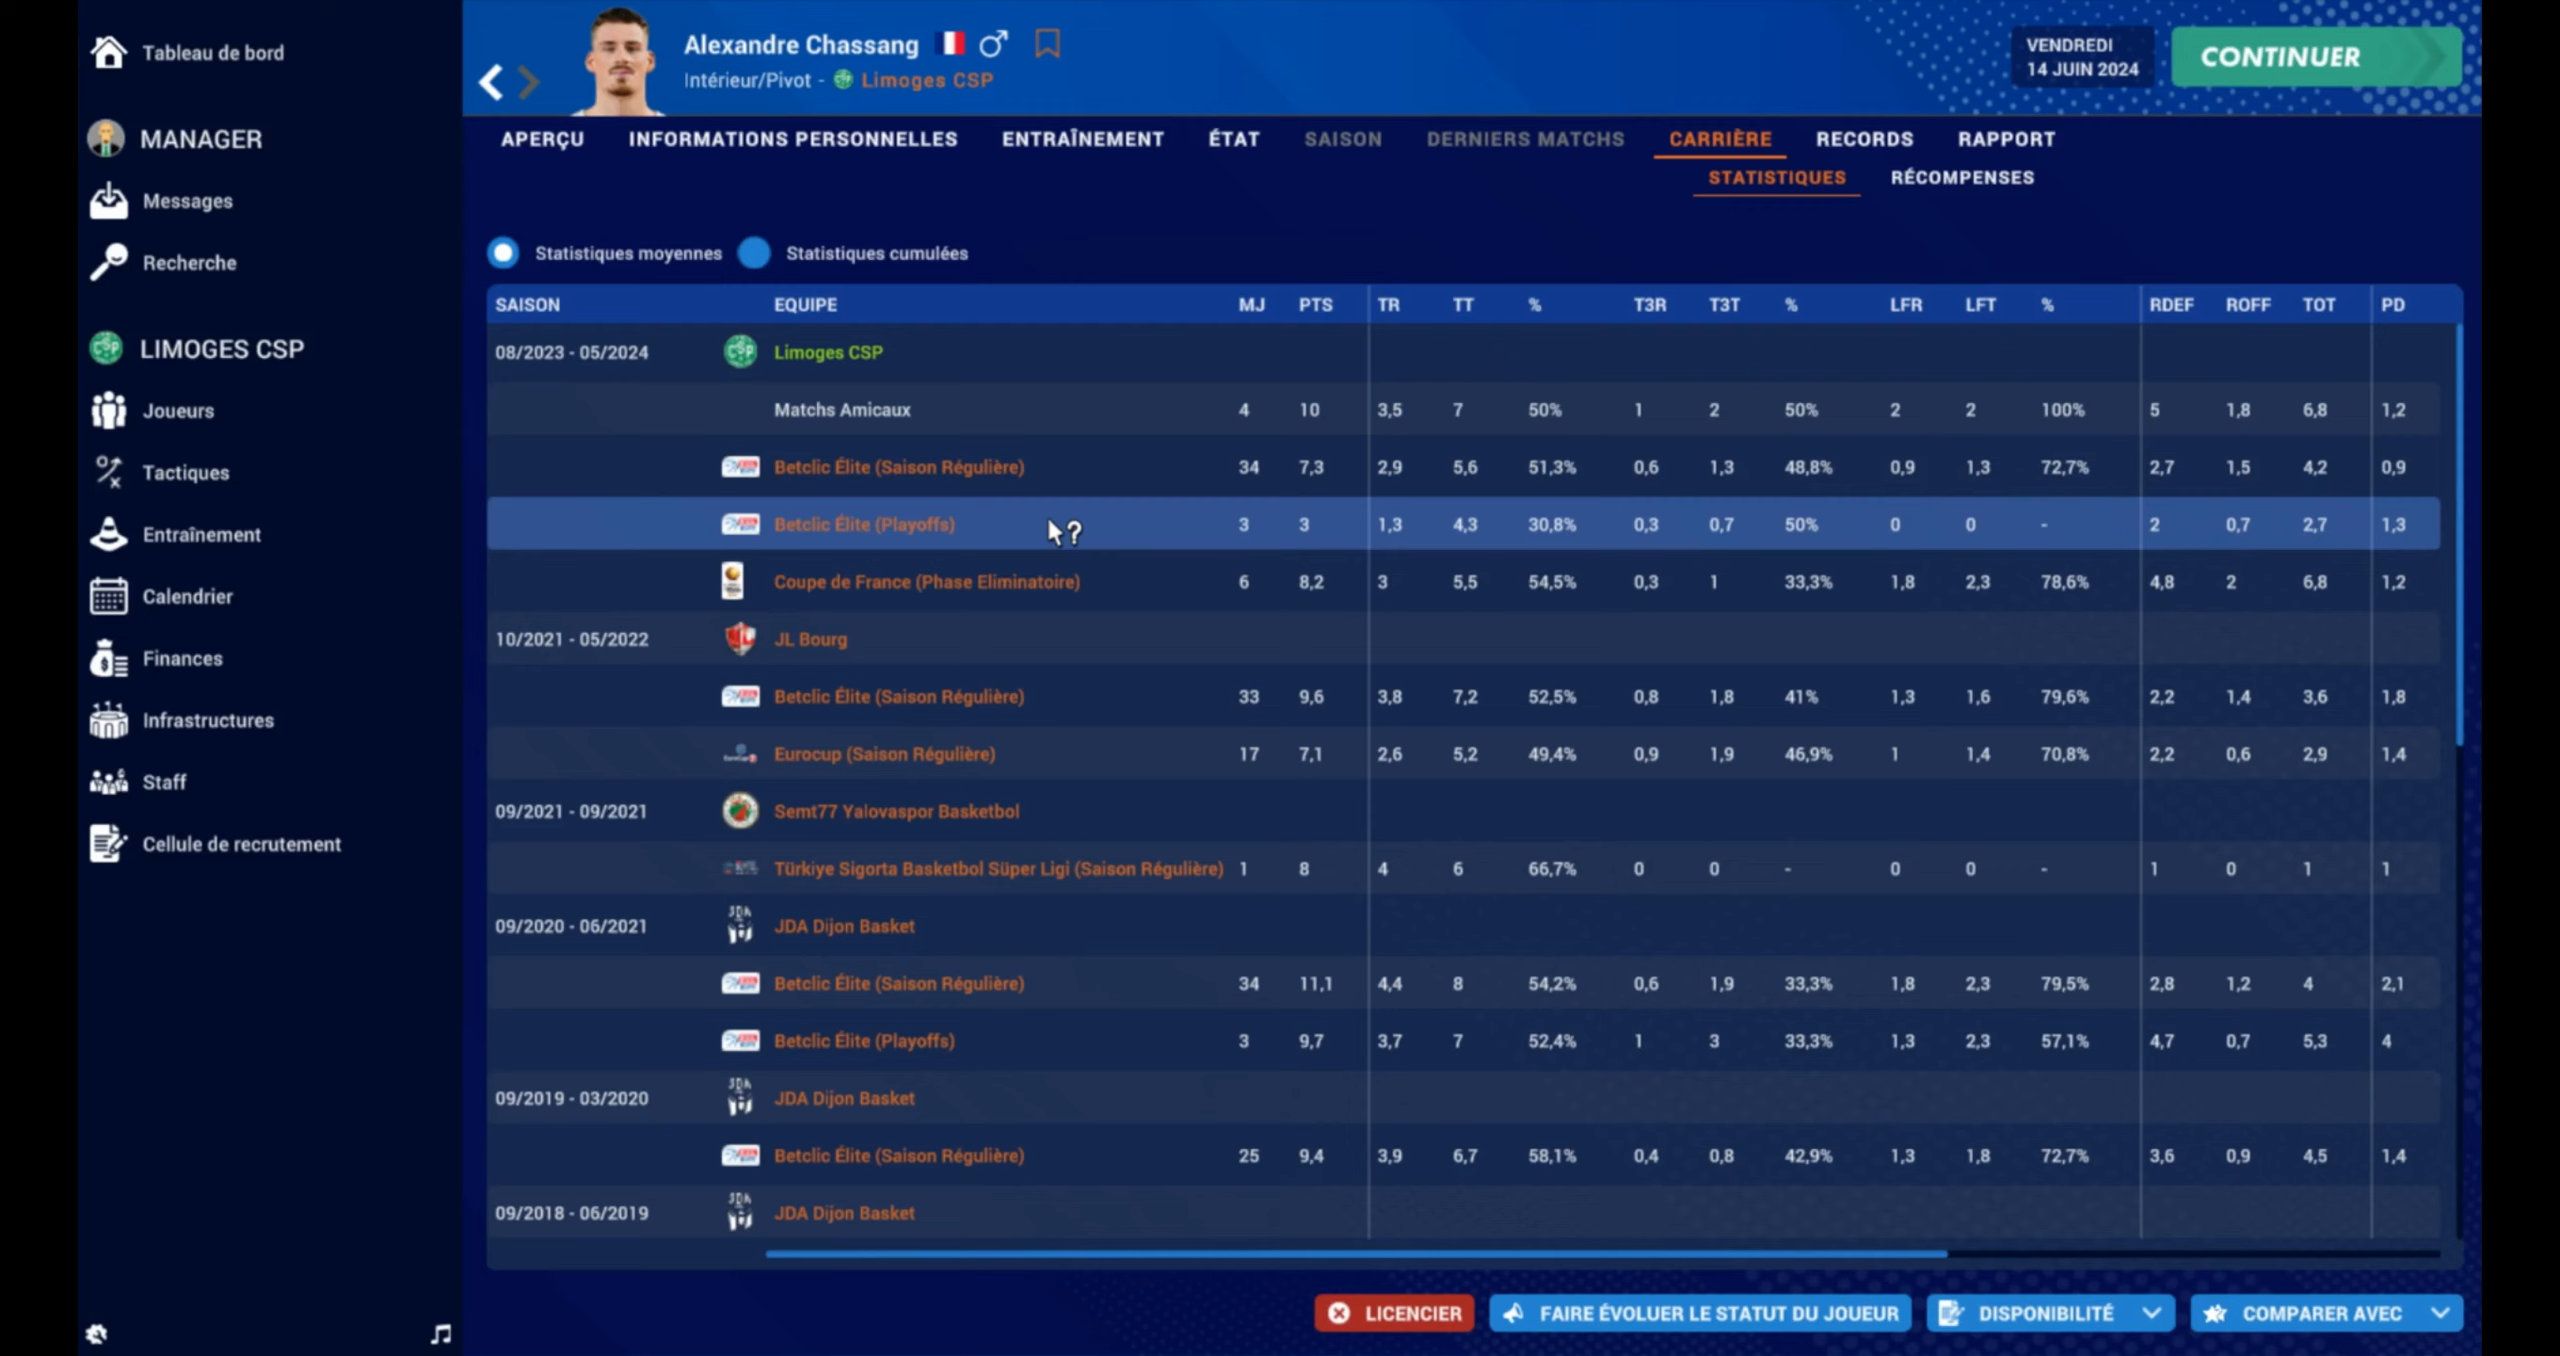 Tableau de bord
MANAGER
Messages
Recherche
LIMOGES CSP
Joueurs
Tactiques
Entraînement
Calendrier
Finances
Infrastructures
Staff
Cellule de recrutement
Alexandre Chassang
Intérieur/Pivot - Limoges CSP
VENDREDI
14 JUIN 2024
CONTINUER
APERÇU INFORMATIONS PERSONNELLES ENTRAÎNEMENT ÉTAT SAISON DERNIERS MATCHS CARRIÈRE RECORDS RAPPORT
STATISTIQUES RÉCOMPENSES
Statistiques moyennes Statistiques cumulées
SAISON EQUIPE MJ PTS TR TT % T3R T3T % LFR LFT % RDEF ROFF TOT PD
08/2023 - 05/2024 CSP Limoges CSP
Matchs Amicaux 4 10 3,5 7 50% 1 2 50% 2 2 100% 5 1,8 6,8 1,2
Betclic Élite (Saison Régulière) 34 7,3 2,9 5,6 51,3% 0,6 1,3 48,8% 0,9 1,3 72,7% 2,7 1,5 4,2 0,9
Betclic Élite (Playoffs) 3 3 1,3 4,3 30,8% 0,3 0,7 50% 0 0 - 2 0,7 2,7 1,3
Coupe de France (Phase Eliminatoire) 6 8,2 3 5,5 54,5% 0,3 1 33,3% 1,8 2,3 78,6% 4,8 2 6,8 1,2
10/2021 - 05/2022 JL Bourg
Betclic Élite (Saison Régulière) 33 9,6 3,8 7,2 52,5% 0,8 1,8 41% 1,3 1,6 79,6% 2,2 1,4 3,6 1,8
Eurocup (Saison Régulière) 17 7,1 2,6 5,2 49,4% 0,9 1,9 46,9% 1 1,4 70,8% 2,2 0,6 2,9 1,4
09/2021 - 09/2021 Semt77 Yalovaspor Basketbol
Türkiye Sigorta Basketbol Süper Ligi (Saison Régulière) 1 8 4 6 66,7% 0 0 - 0 0 - 1 0 1 1
09/2020 - 06/2021 JDA JDA Dijon Basket
Betclic Élite (Saison Régulière) 34 11,1 4,4 8 54,2% 0,6 1,9 33,3% 1,8 2,3 79,5% 2,8 1,2 4 2,1
Betclic Élite (Playoffs) 3 9,7 3,7 7 52,4% 1 3 33,3% 1,3 2,3 57,1% 4,7 0,7 5,3 4
09/2019 - 03/2020 JDA JDA Dijon Basket
Betclic Élite (Saison Régulière) 25 9,4 3,9 6,7 58,1% 0,4 0,8 42,9% 1,3 1,8 72,7% 3,6 0,9 4,5 1,4
09/2018 - 06/2019 JDA JDA Dijon Basket
LICENCIER FAIRE ÉVOLUER LE STATUT DU JOUEUR DISPONIBILITÉ COMPARER AVEC